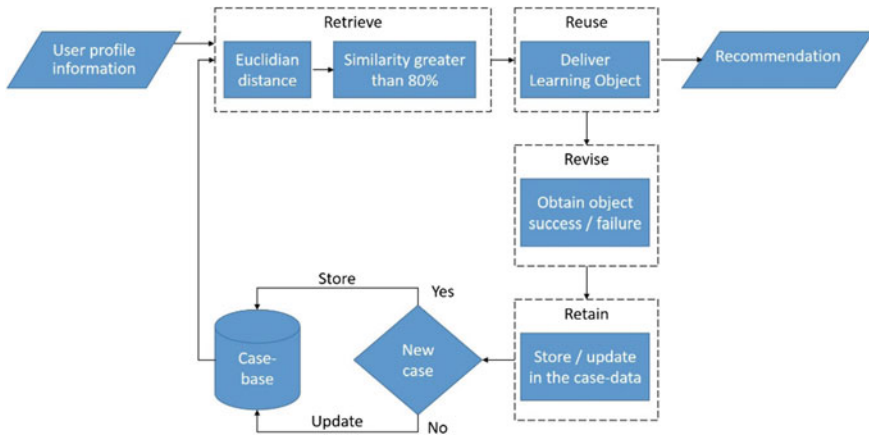 Retrieve
Reuse
User profile
information
Euclidian
distance
Similarity greater
than 80%
Deliver
Learning Object
Recommendation
Revise
Obtain object
success / failure
Store
Yes
Retain
Case-
base
New
case
Store / update
in the case-data
Update
No